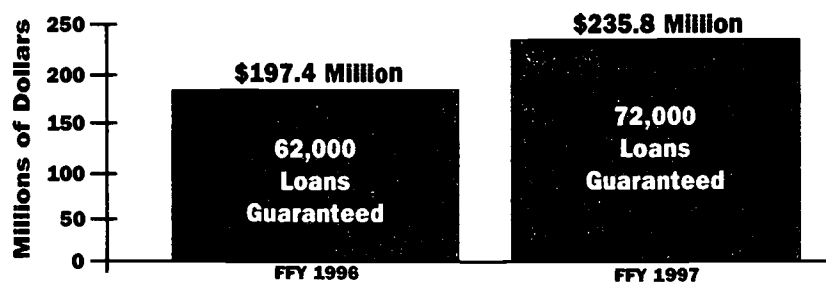 Millions of Dollars
250
200
150
100
50
0
$197.4 Million
62,000
Loans
Guaranteed
FFY 1996
$235.8 Million
72,000
Loans
Guaranteed
FFY 1997